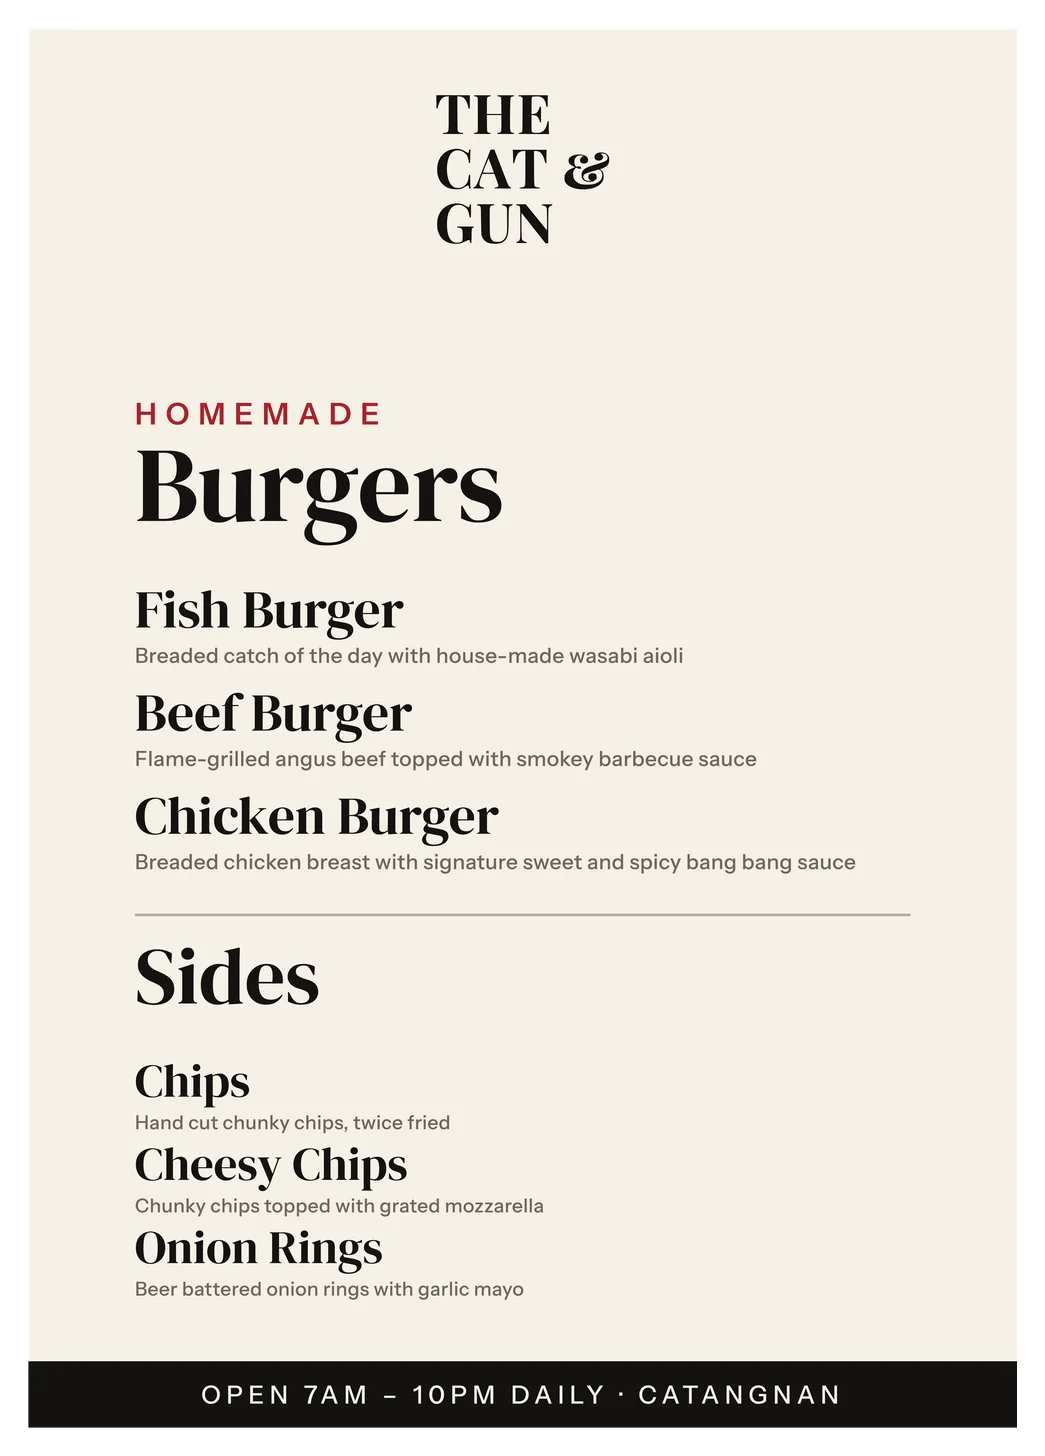 THE
CAT &
GUN
HOMEMADE
Burgers
Fish Burger
Breaded catch of the day with house-made wasabi aioli
Beef Burger
Flame-grilled angus beef topped with smokey barbecue sauce
Chicken Burger
Breaded chicken breast with signature sweet and spicy bang bang sauce
Sides
Chips
Hand cut chunky chips, twice fried
Cheesy Chips
Chunky chips topped with grated mozzarella
Onion Rings
Beer battered onion rings with garlic mayo
OPEN 7AM – 10PM DAILY · CATANGNAN